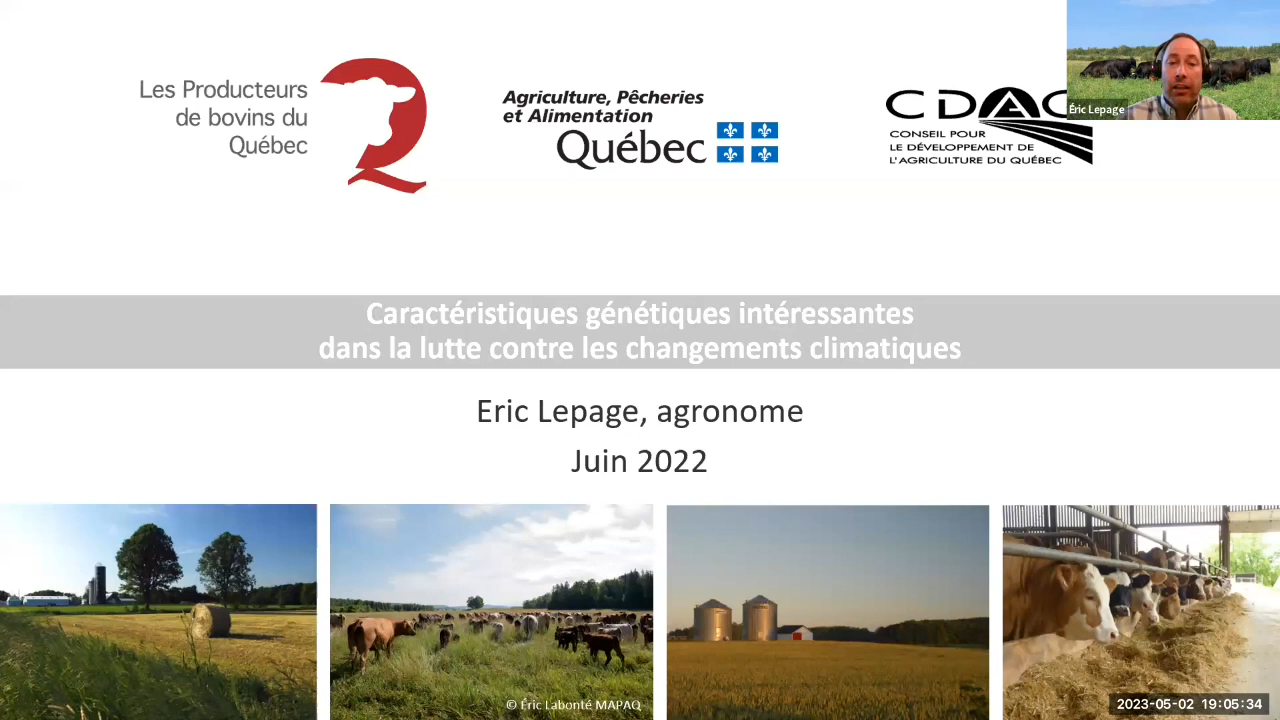 Les Producteurs
de bovins du
Québec
Agriculture, Pêcheries
et Alimentation
Québec
CDAQ
CONSEIL POUR
LE DÉVELOPPEMENT DE
L'AGRICULTURE DU QUÉBEC
Éric Lepage
Caractéristiques génétiques intéressantes
dans la lutte contre les changements climatiques
Eric Lepage, agronome
Juin 2022
© Éric Labonté MAPAQ
2023-05-02 19:05:34